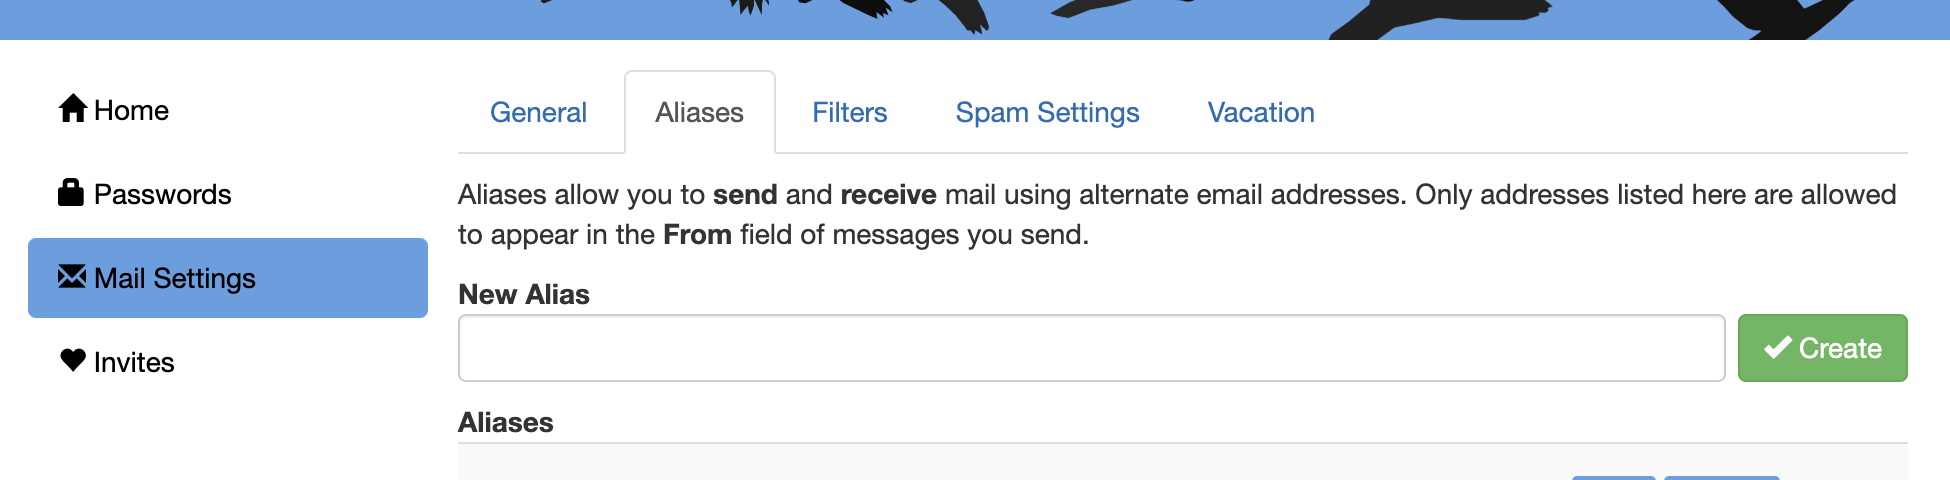 Home
Passwords
Mail Settings
Invites
General
Aliases
Filters
Spam Settings
Vacation
Aliases allow you to send and receive mail using alternate email addresses. Only addresses listed here are allowed
to appear in the From field of messages you send.
New Alias
Create
Aliases